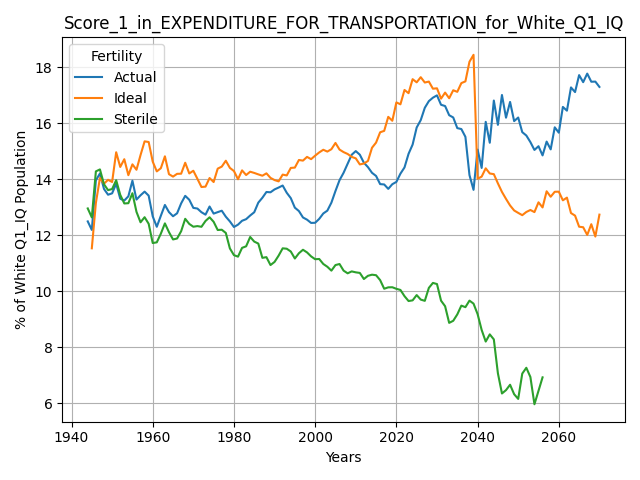 Score_1_in_EXPENDITURE_FOR_TRANSPORTATION_for_White_Q1_IQ
Fertility
Actual
Ideal
Sterile
% of White Q1_IQ Population
18
16
14
12
10
8
6
1940
1960
1980
2000
2020
2040
2060
Years